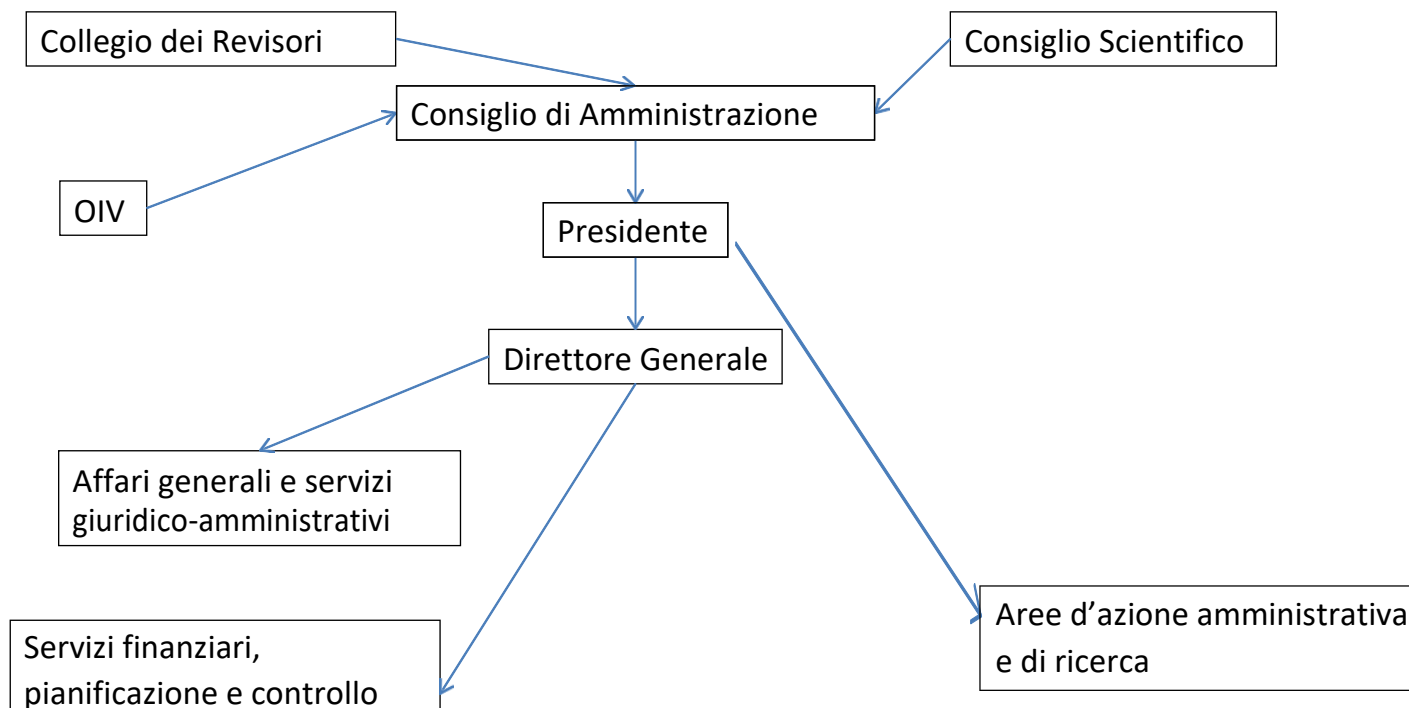 Collegio dei Revisori
Consiglio Scientifico
Consiglio di Amministrazione
OIV
Presidente
Direttore Generale
Affari generali e servizi
giuridico-amministrativi
Aree d’azione amministrativa
e di ricerca
Servizi finanziari,
pianificazione e controllo